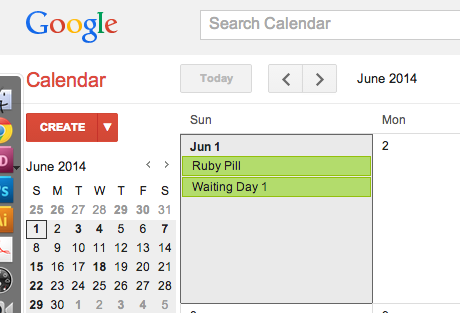 Google
Search Calendar
Calendar
Today
June 2014
CREATE
Sun
Mon
June 2014
S M T W T F S
25 26 27 28 29 30 31
1 2 3 4 5 6 7
8 9 10 11 12 13 14
15 16 17 18 19 20 21
22 23 24 25 26 27 28
29 30 1 2 3 4 5
Jun 1
2
Ruby Pill
Waiting Day 1
D
Ai